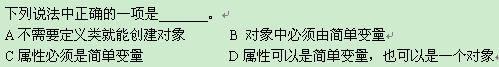 下列说法中正确的一项是______。
A 不需要定义类就能创建对象 B 对象中必须由简单变量
C 属性必须是简单变量 D 属性可以是简单变量，也可以是一个对象